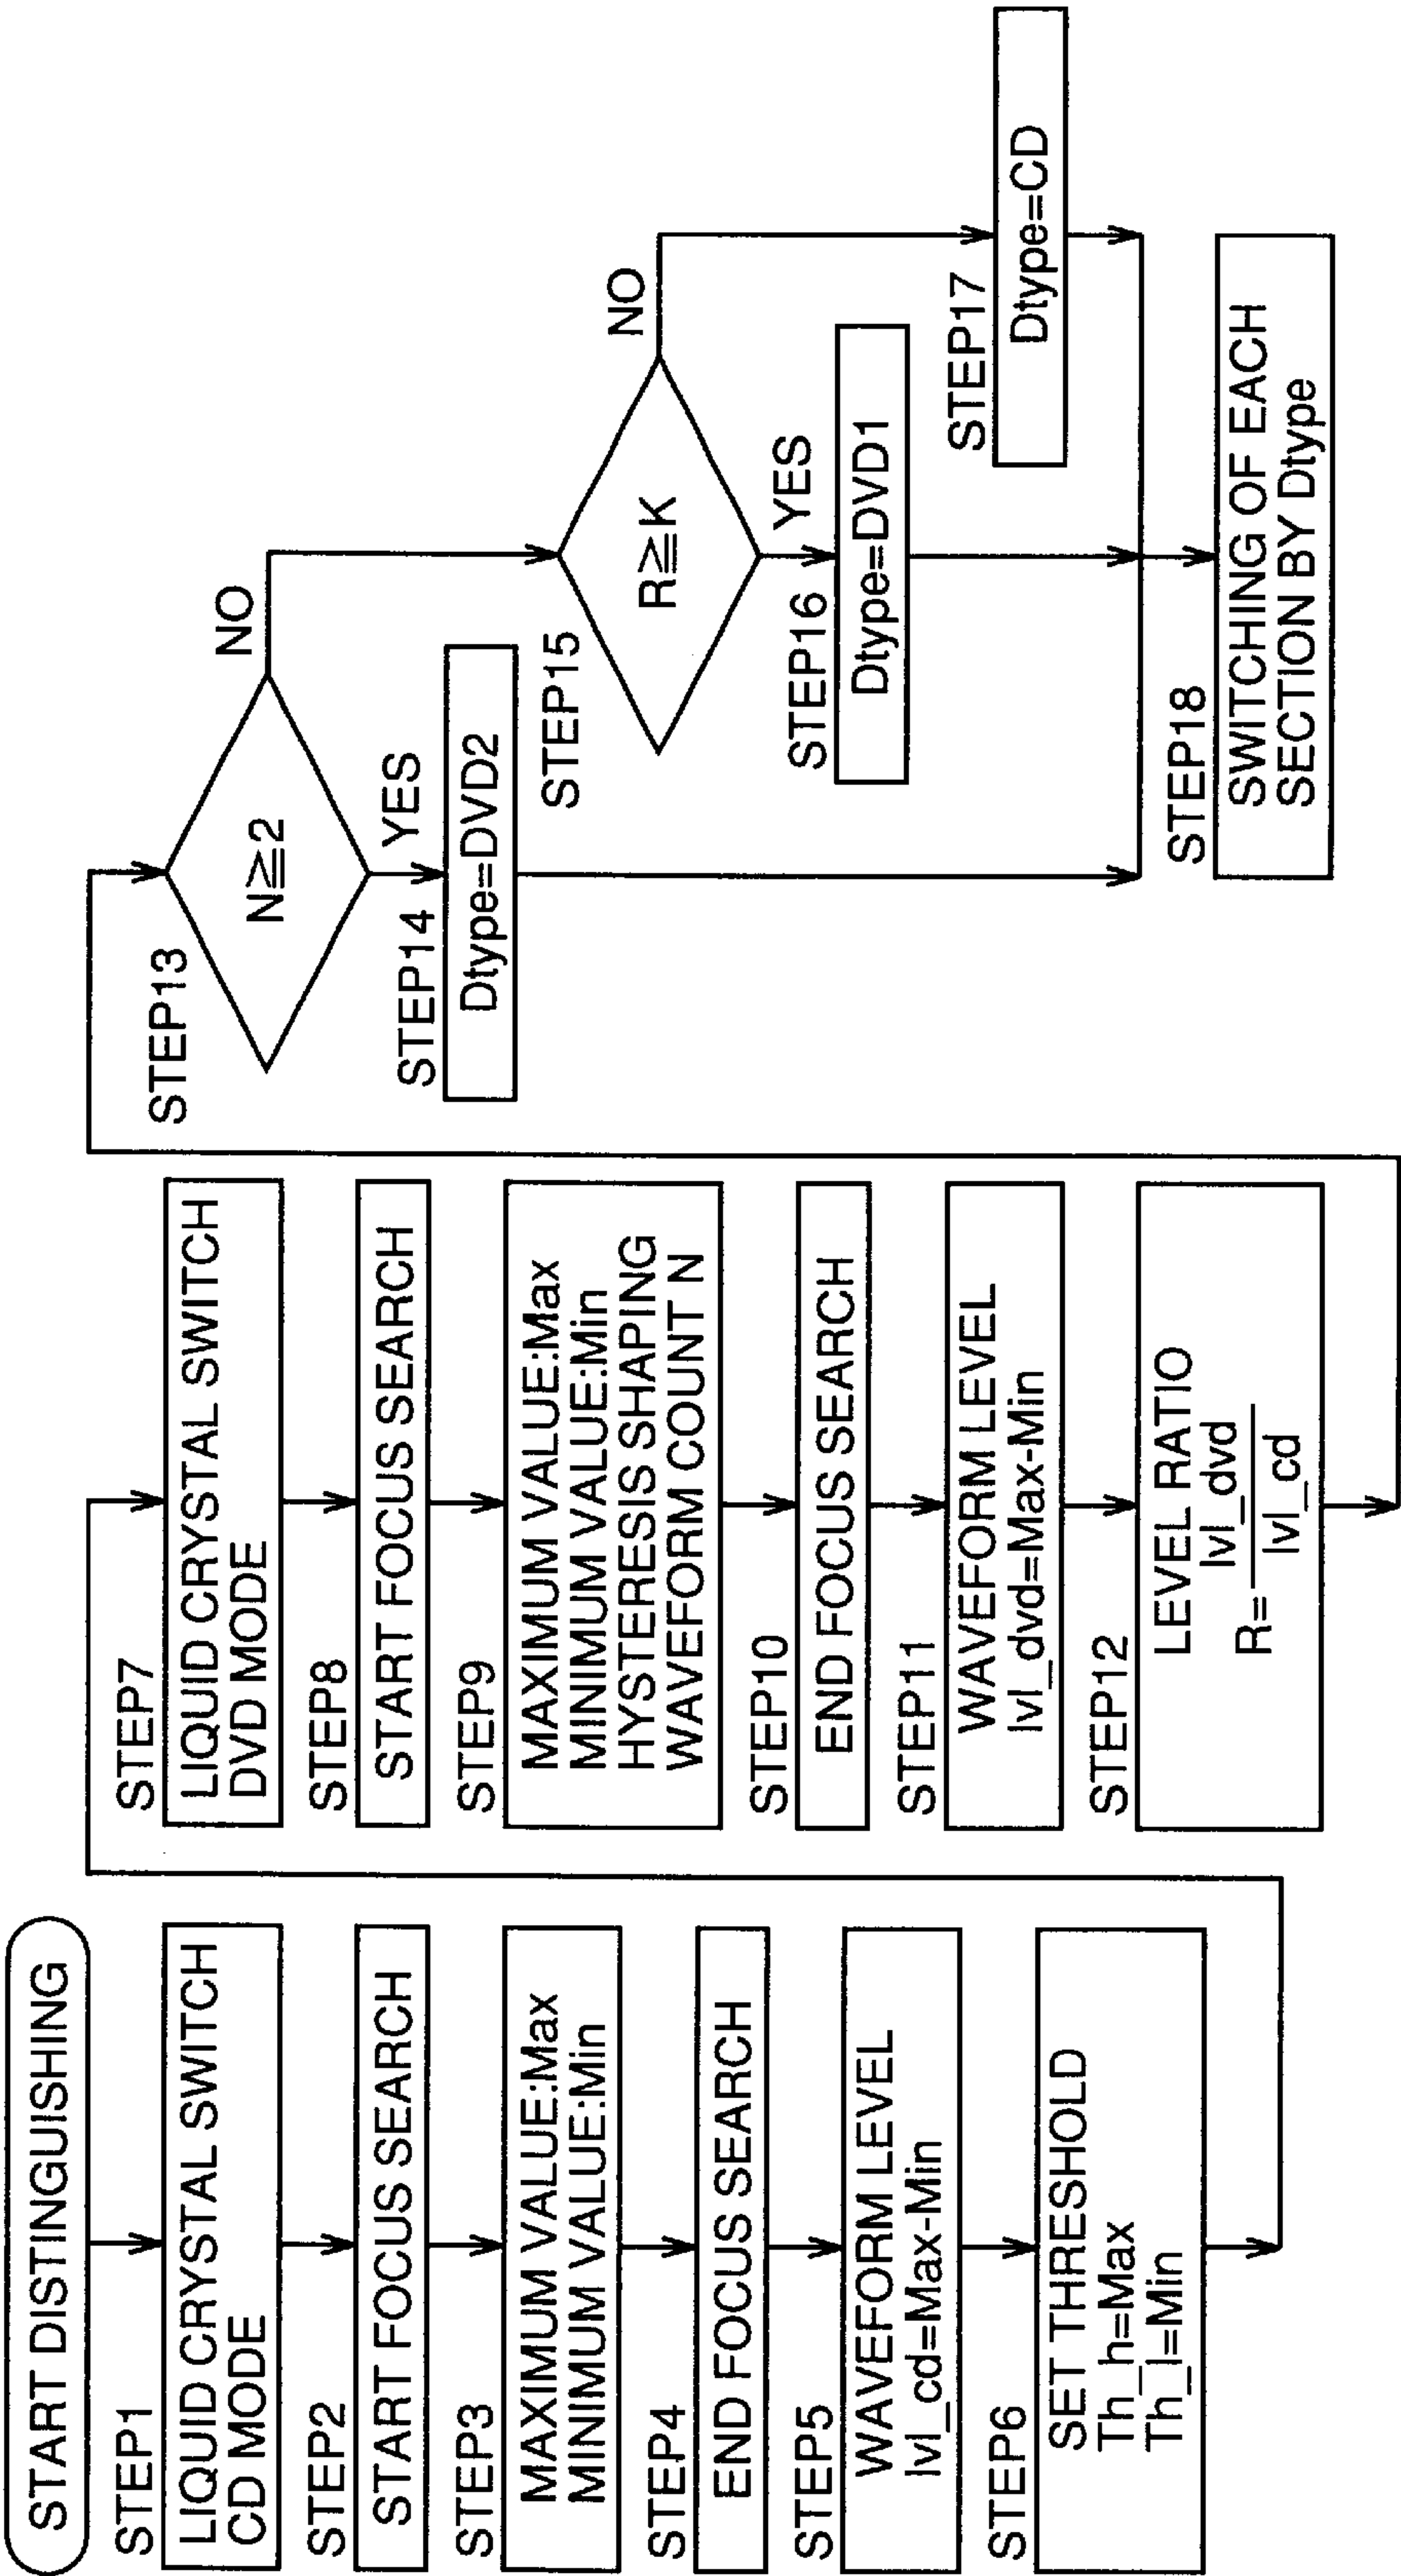 START DISTINGUISHING
STEP1
LIQUID CRYSTAL SWITCH
CD MODE
STEP2
START FOCUS SEARCH
STEP3
MAXIMUM VALUE:Max
MINIMUM VALUE:Min
STEP4
END FOCUS SEARCH
STEP5
WAVEFORM LEVEL
lvl_cd=Max-Min
STEP6
SET THRESHOLD
Th_h=Max
Th_l=Min
STEP7
LIQUID CRYSTAL SWITCH
DVD MODE
STEP8
START FOCUS SEARCH
STEP9
MAXIMUM VALUE:Max
MINIMUM VALUE:Min
HYSTERESIS SHAPING
WAVEFORM COUNT N
STEP10
END FOCUS SEARCH
STEP11
WAVEFORM LEVEL
lvl_dvd=Max-Min
STEP12
LEVEL RATIO
lvl_dvd
R=
lvl_cd
STEP13
N≧2
NO
YES
STEP14
Dtype=DVD2
STEP15
R≧K
NO
YES
STEP16
Dtype=DVD1
STEP17
Dtype=CD
STEP18
SWITCHING OF EACH
SECTION BY Dtype